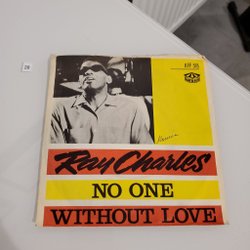 Ray Charles
NO ONE
WITHOUT LOVE